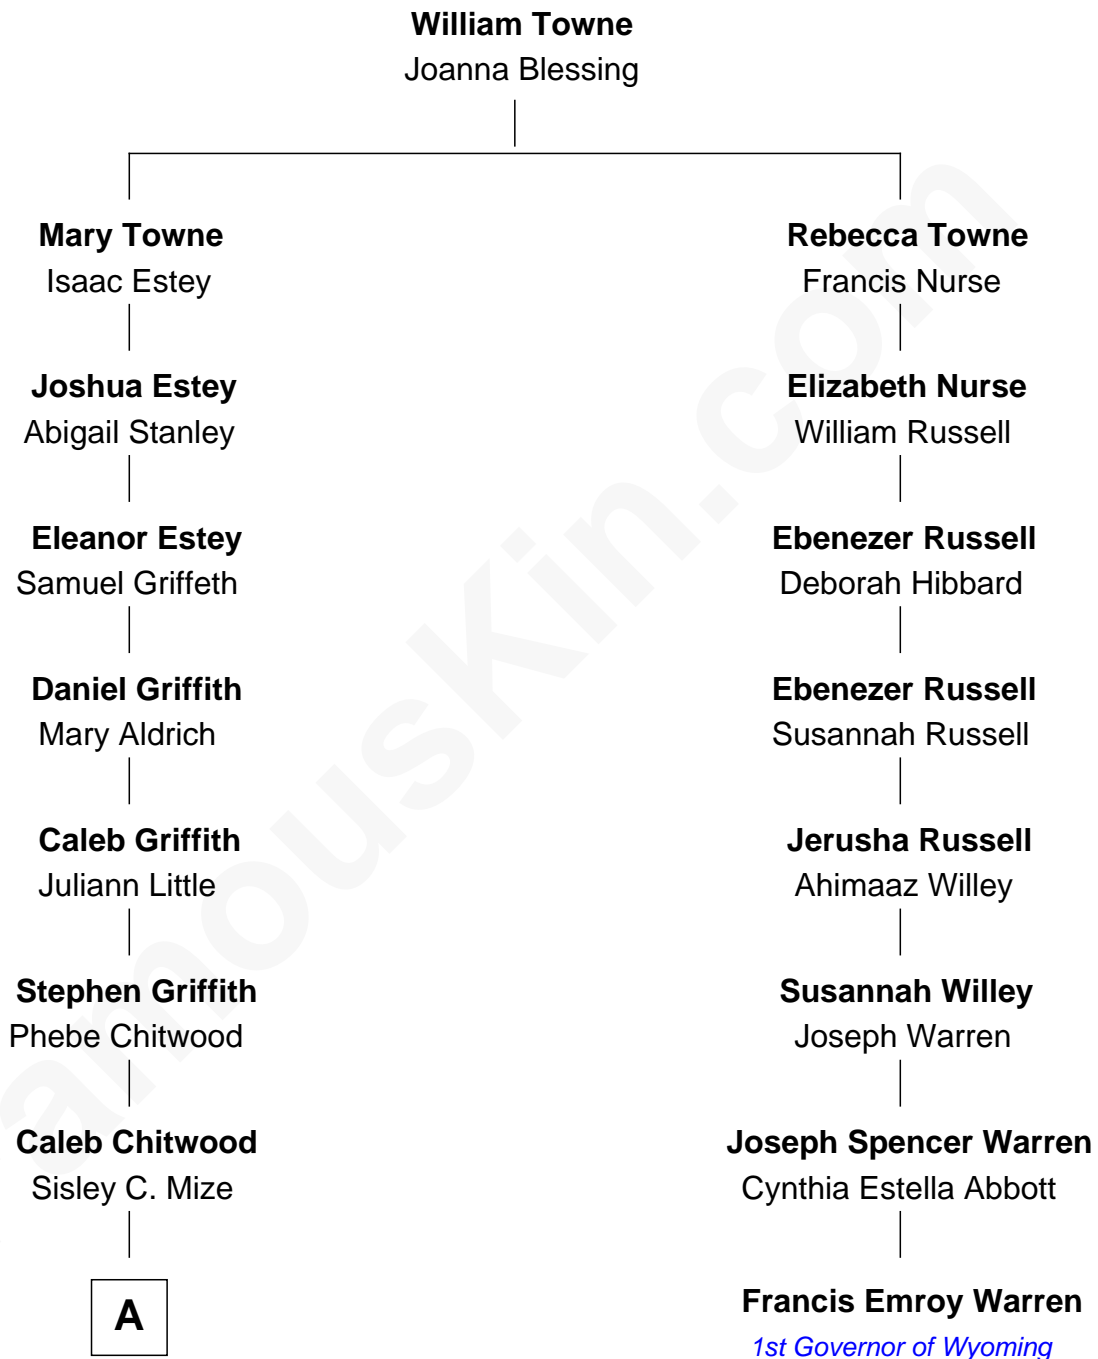 William Towne
Joanna Blessing
Mary Towne
Isaac Estey
Rebecca Towne
Francis Nurse
Joshua Estey
Abigail Stanley
Elizabeth Nurse
William Russell
Eleanor Estey
Samuel Griffeth
Ebenezer Russell
Deborah Hibbard
Daniel Griffith
Mary Aldrich
Ebenezer Russell
Susannah Russell
Caleb Griffith
Juliann Little
Jerusha Russell
Ahimaaz Willey
Stephen Griffith
Phebe Chitwood
Susannah Willey
Joseph Warren
Caleb Chitwood
Sisley C. Mize
Joseph Spencer Warren
Cynthia Estella Abbott
A
Francis Emroy Warren
1st Governor of Wyoming
amousKin.com